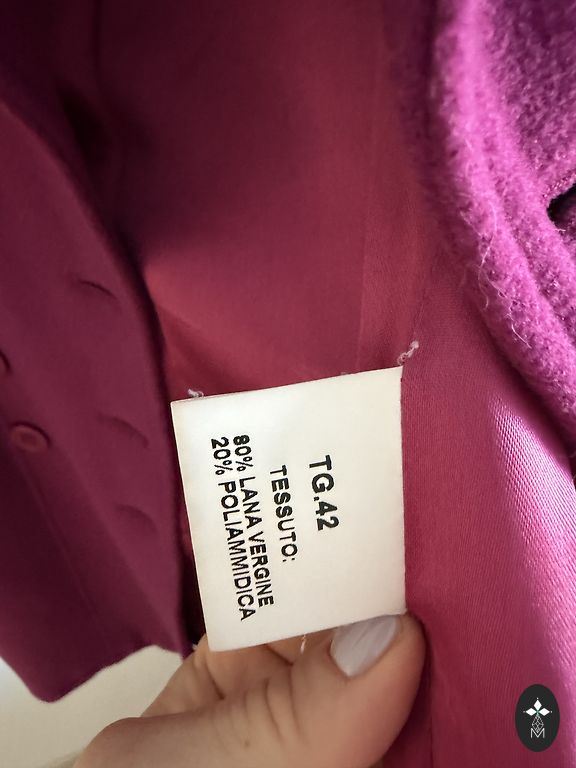 TG.42
TESSUTO:
80% LANA VERGINE
20% POLIAMMIDICA